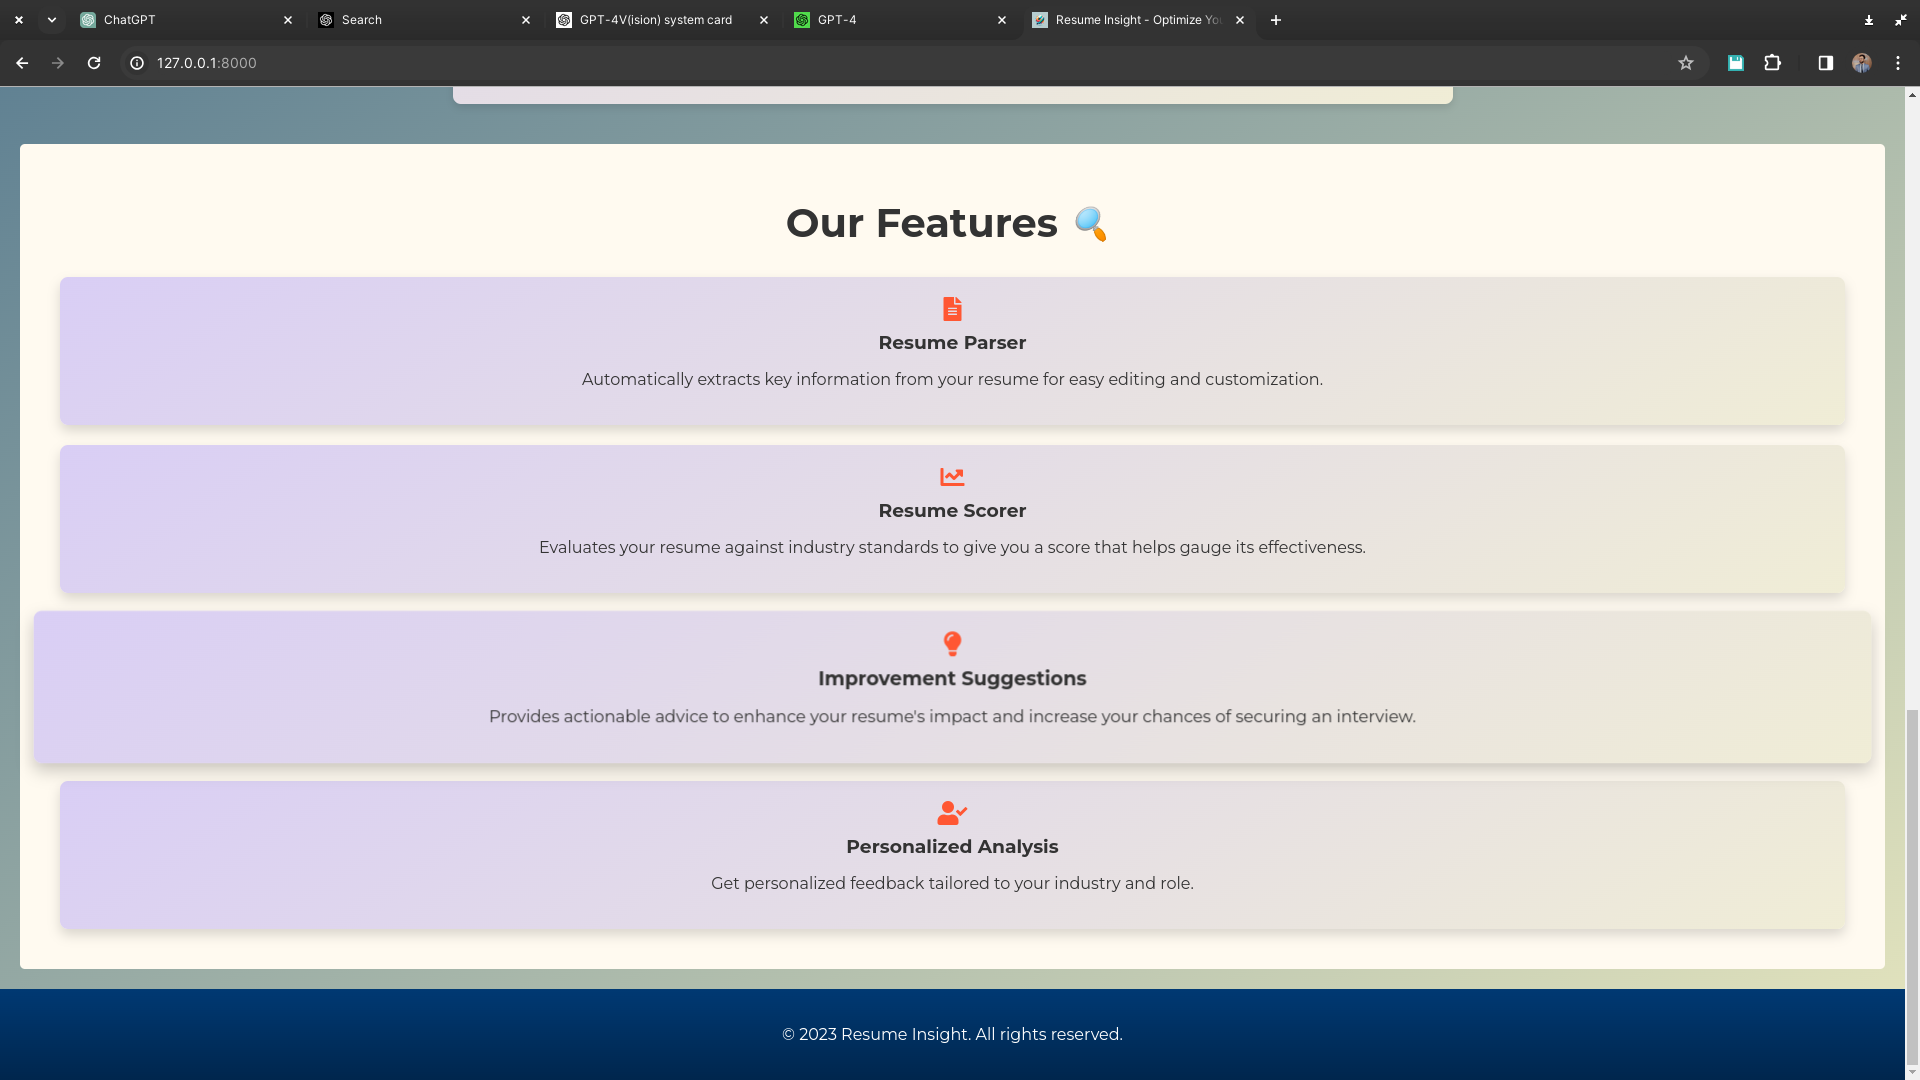 ChatGPT
Search
GPT-4V(ision) system card
GPT-4
Resume Insight - Optimize You
127.0.0.1:8000
Our Features
Resume Parser
Automatically extracts key information from your resume for easy editing and customization.
Resume Scorer
Evaluates your resume against industry standards to give you a score that helps gauge its effectiveness.
Improvement Suggestions
Provides actionable advice to enhance your resume's impact and increase your chances of securing an interview.
Personalized Analysis
Get personalized feedback tailored to your industry and role.
© 2023 Resume Insight. All rights reserved.